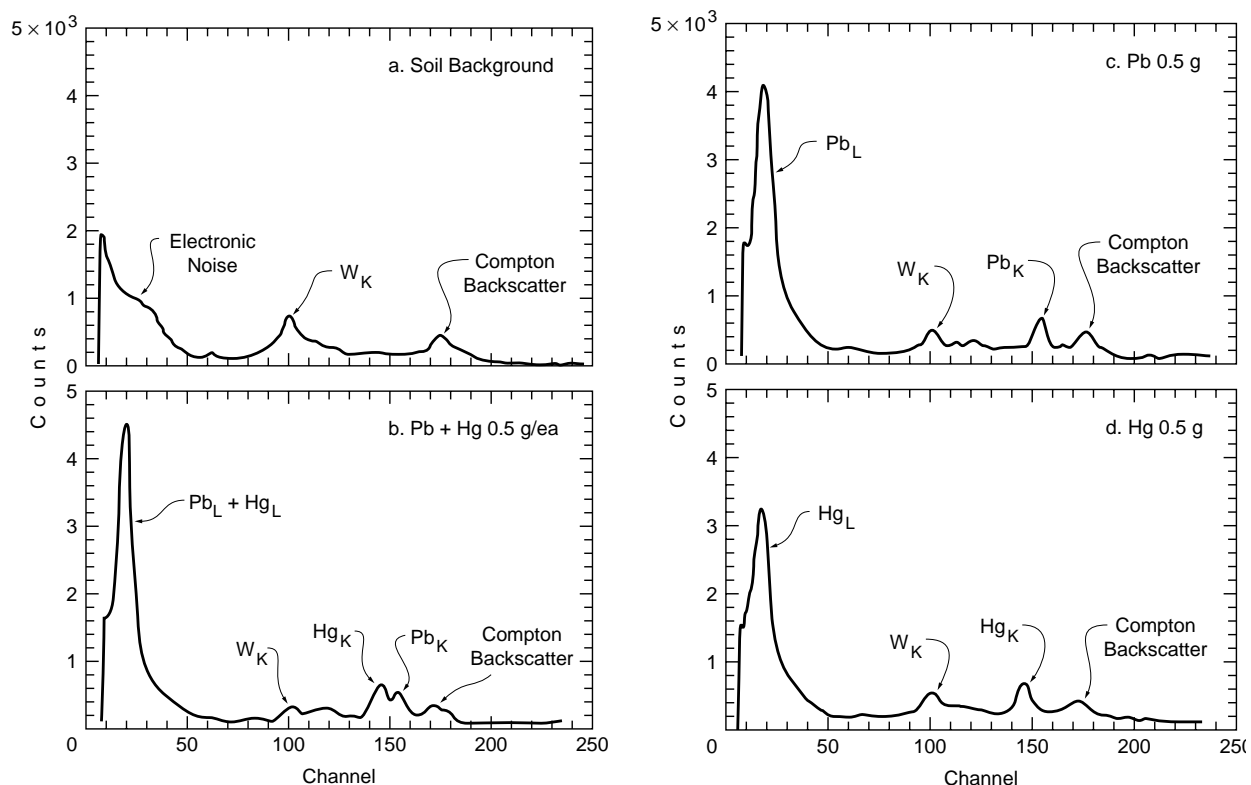 5 × 10³
a. Soil Background
4
3
2
Electronic
Noise
W_K
Compton
Backscatter
1
0
5
b. Pb + Hg 0.5 g/ea
4
Pb_L + Hg_L
3
2
W_K
Hg_K
Pb_K
Compton
Backscatter
1
0
50
100
150
200
250
Channel
Counts
5 × 10³
c. Pb 0.5 g
4
Pb_L
3
2
W_K
Pb_K
Compton
Backscatter
1
0
5
d. Hg 0.5 g
4
Hg_L
3
2
W_K
Hg_K
Compton
Backscatter
1
0
50
100
150
200
250
Channel
Counts